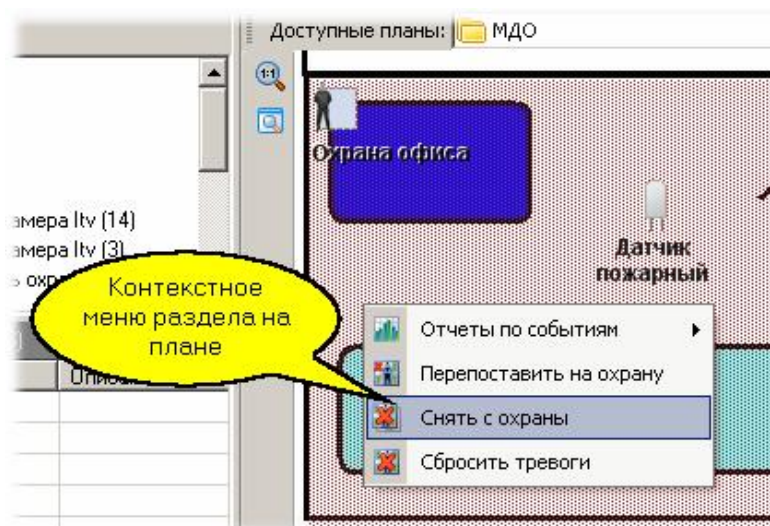 Доступные планы: МДО
Охрана офиса
амера ltv (14)
амера ltv (3)
Датчик
пожарный
Контекстное
меню раздела на
плане
Отчеты по событиям
Перепоставить на охрану
Снять с охраны
Сбросить тревоги